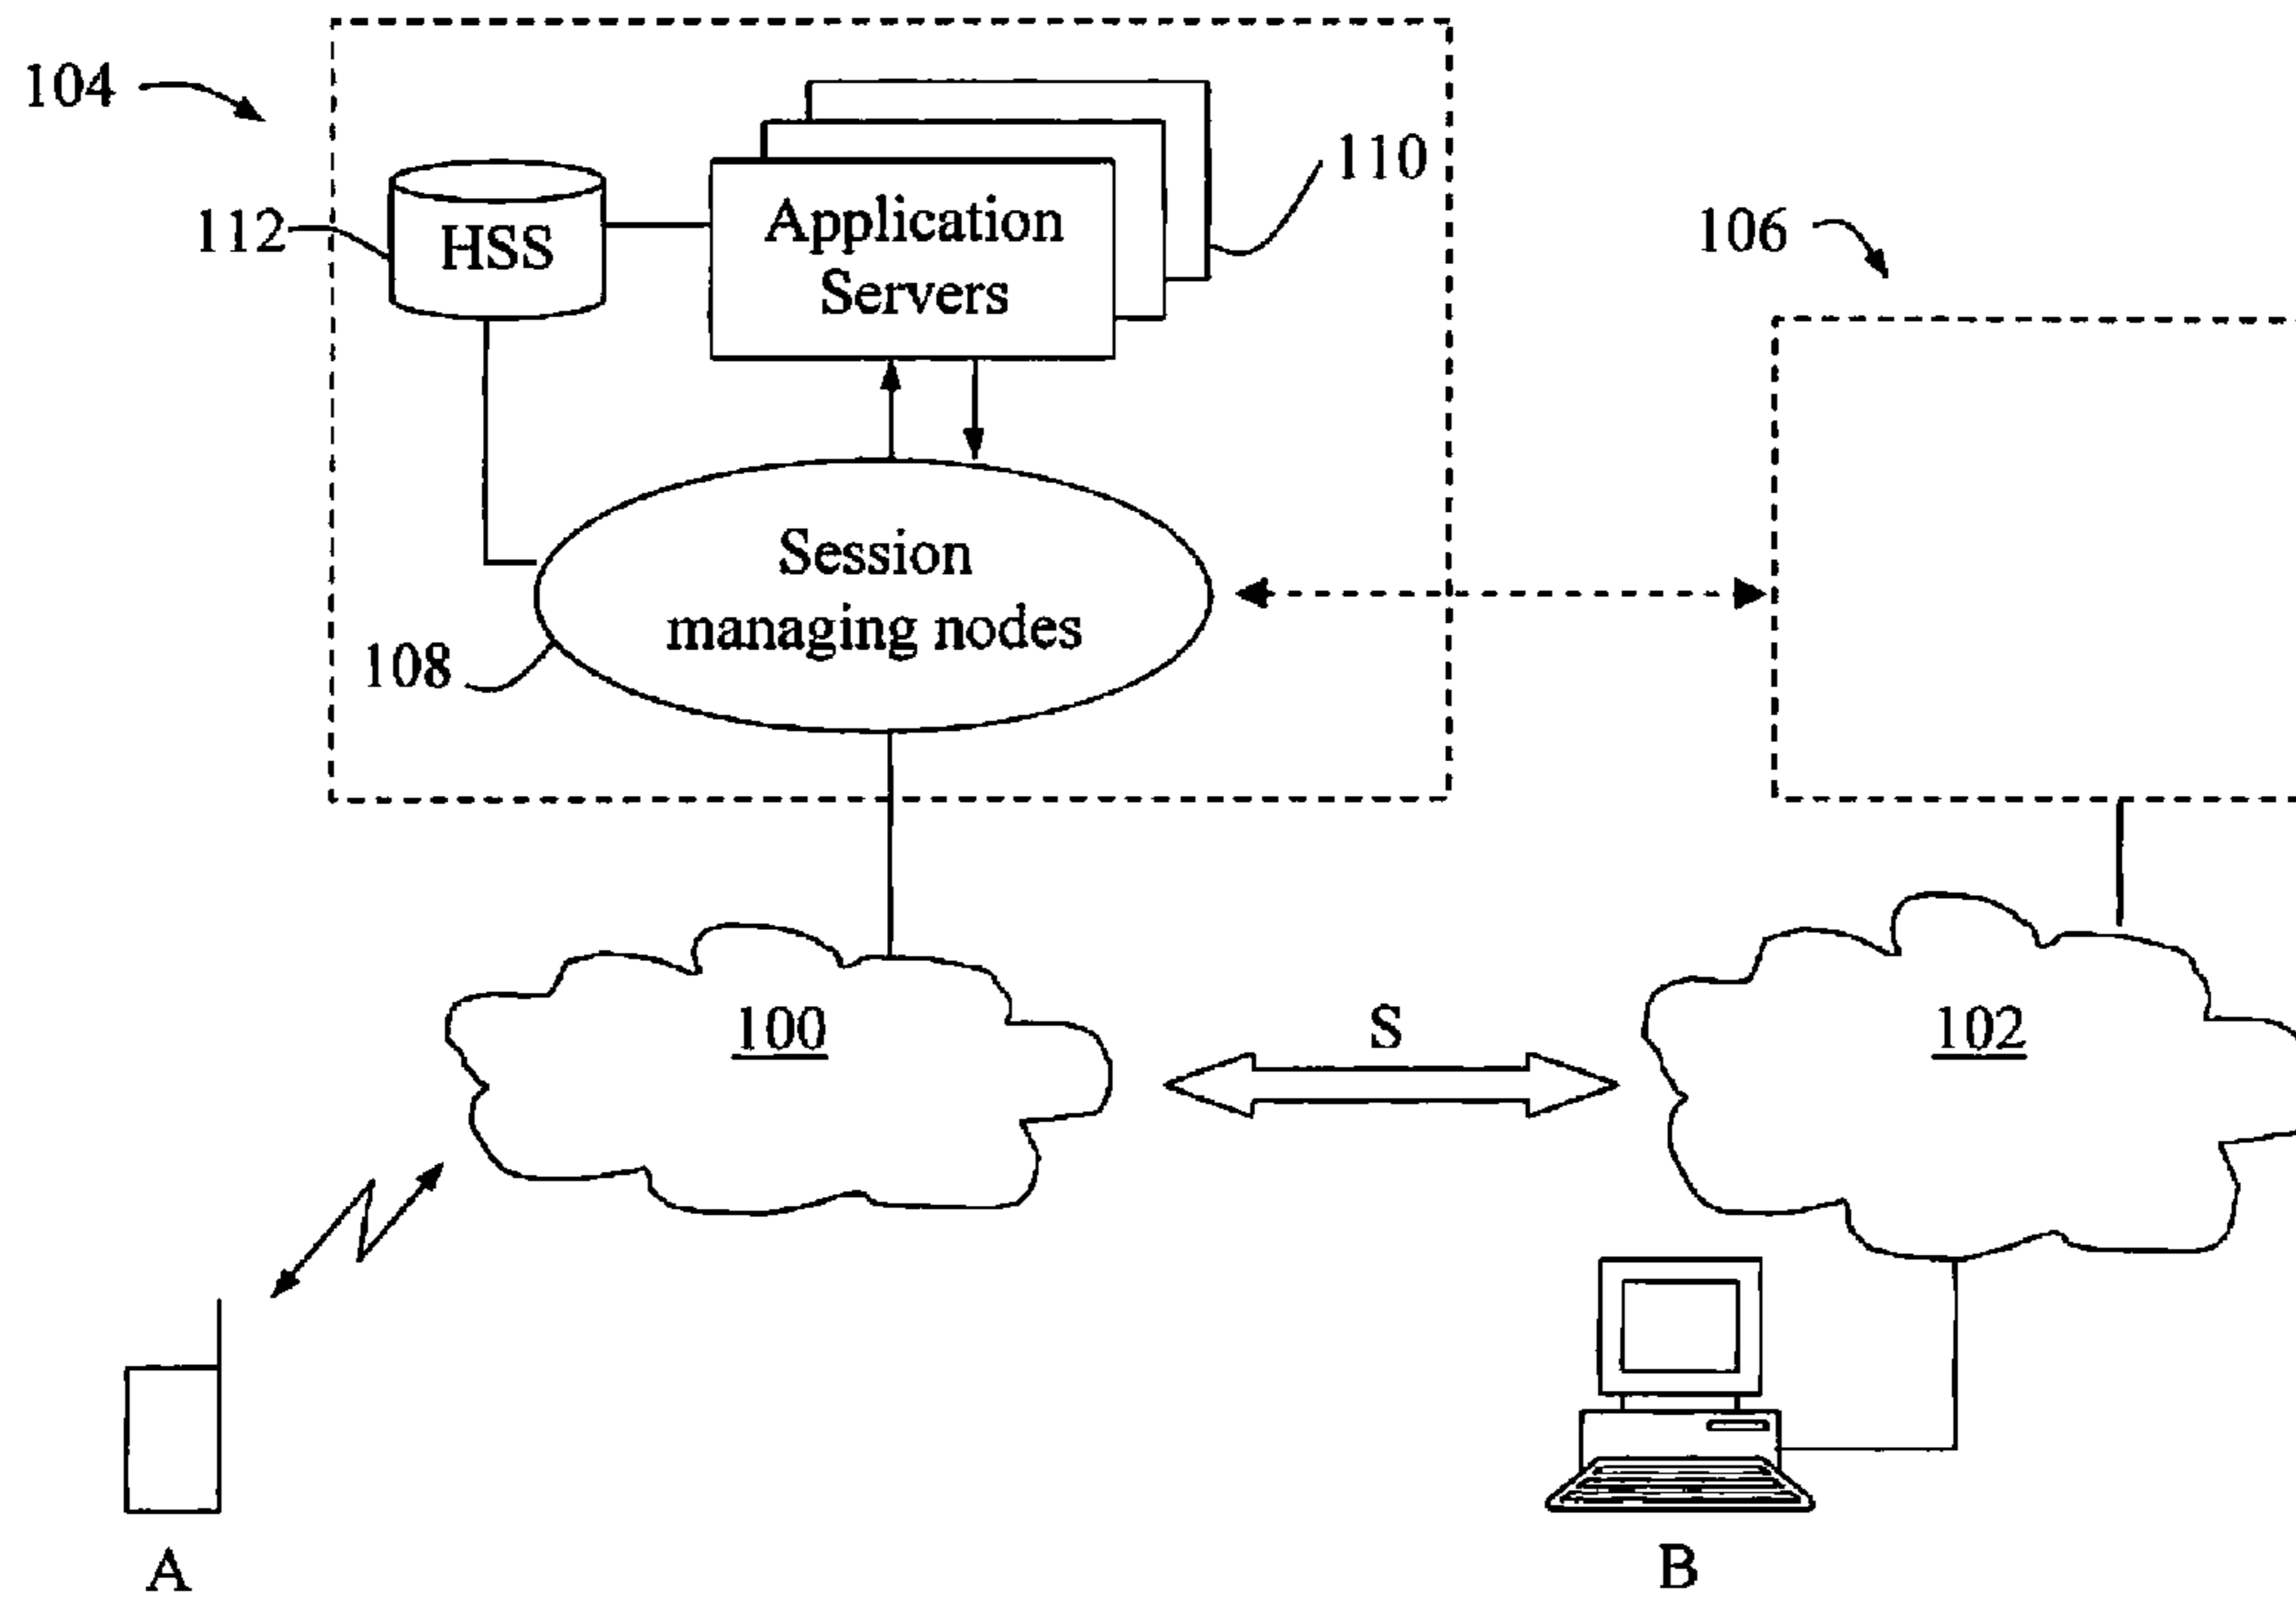 104
110
Application
Servers
112
HSS
106
Session
managing nodes
108
100
S
102
A
B